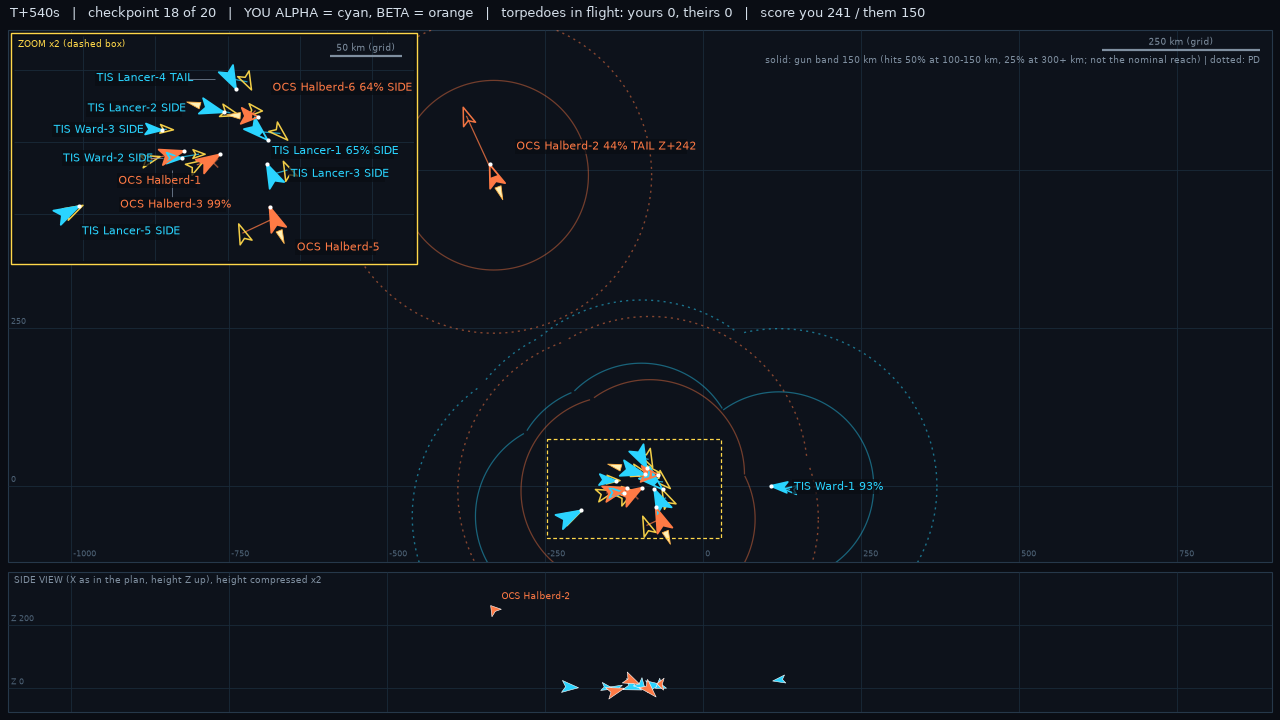 T+540s | checkpoint 18 of 20 | YOU ALPHA = cyan, BETA = orange | torpedoes in flight: yours 0, theirs 0 | score you 241 / them 150
ZOOM x2 (dashed box)
50 km (grid)
250 km (grid)
solid: gun band 150 km (hits 50% at 100-150 km, 25% at 300+ km; not the nominal reach) | dotted: PD
TIS Lancer-4 TAIL
OCS Halberd-6 64% SIDE
TIS Lancer-2 SIDE
TIS Ward-3 SIDE
TIS Lancer-1 65% SIDE
TIS Ward-2 SIDE
TIS Lancer-3 SIDE
OCS Halberd-1
OCS Halberd-3 99%
TIS Lancer-5 SIDE
OCS Halberd-5
OCS Halberd-2 44% TAIL Z+242
250
0
TIS Ward-1 93%
-1000
-750
-500
-250
0
250
500
750
SIDE VIEW (X as in the plan, height Z up), height compressed x2
OCS Halberd-2
Z 200
Z 0